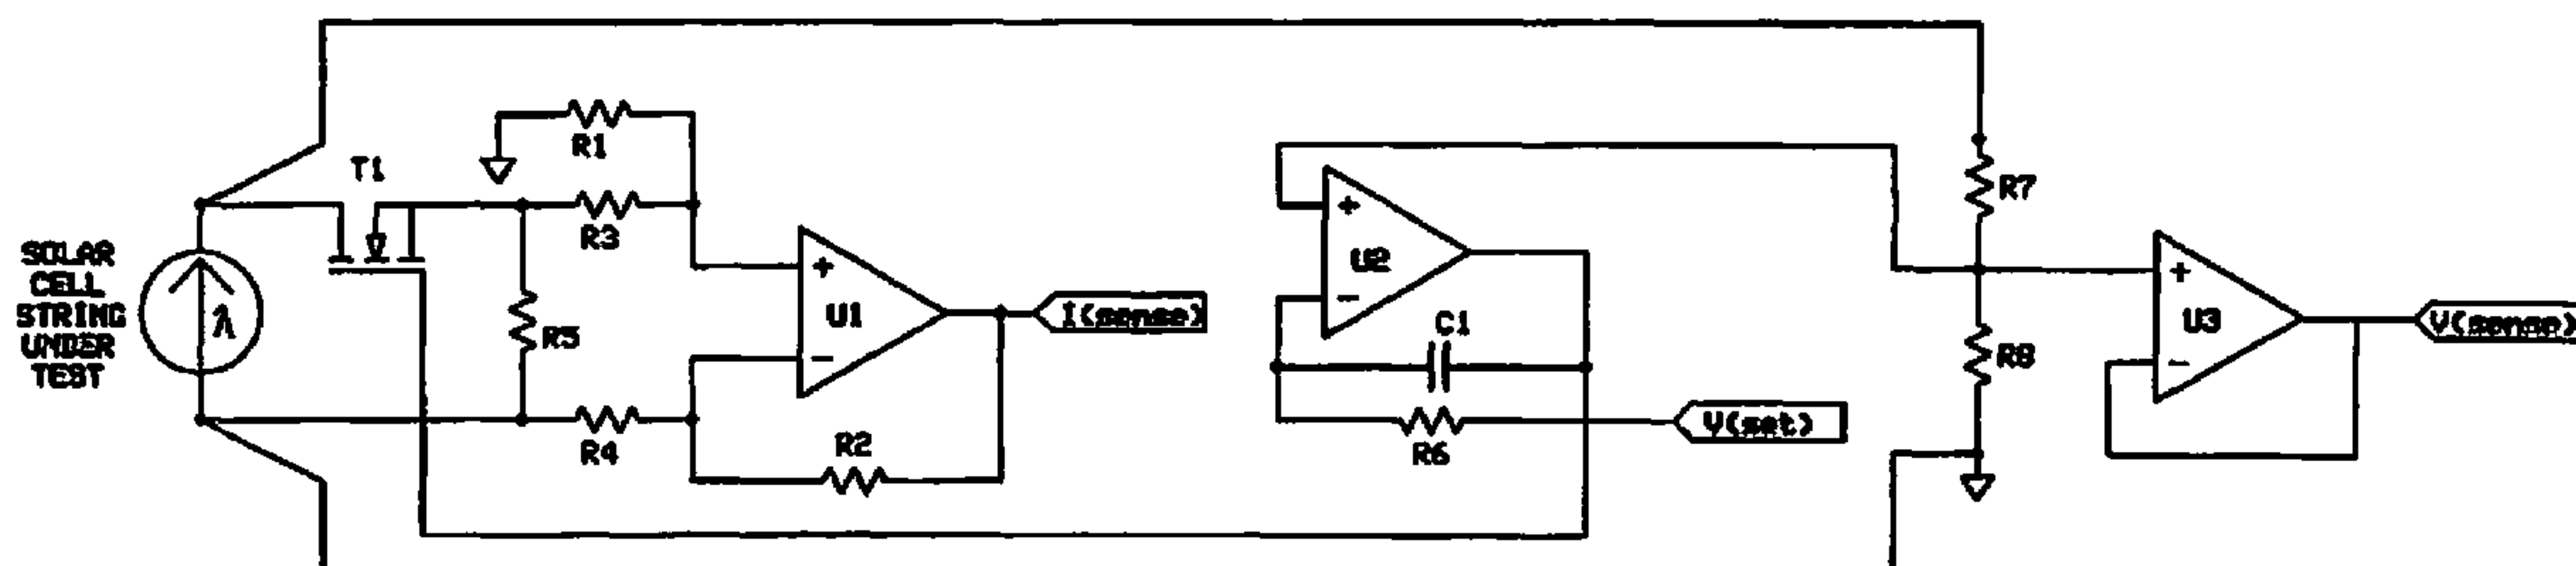 SOLAR
CELL
STRING
UNDER
TEST
λ
T1
R1
R3
R5
R4
R2
+
-
U1
I(sense)
+
-
U2
C1
R6
V(set)
R7
R8
+
-
U3
V(sense)